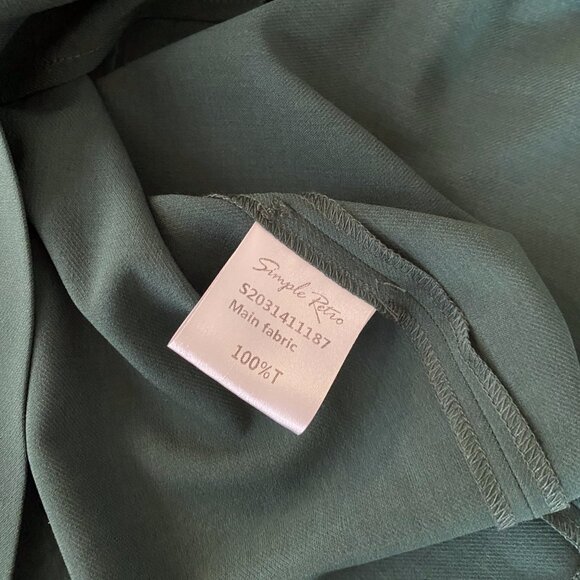 Simple Retro
S2031411187
Main fabric
100%T